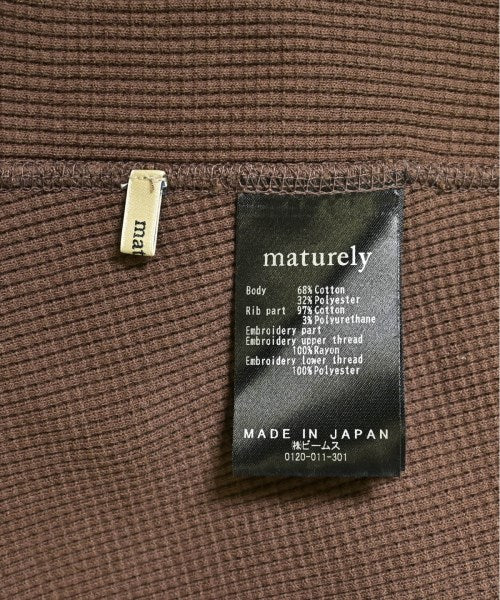 mat
maturely
Body 68% Cotton
32% Polyester
Rib part 97% Cotton
3% Polyurethane
Embroidery part
Embroidery upper thread
100% Rayon
Embroidery lower thread
100% Polyester
MADE IN JAPAN
㈱ビームス
0120-011-301